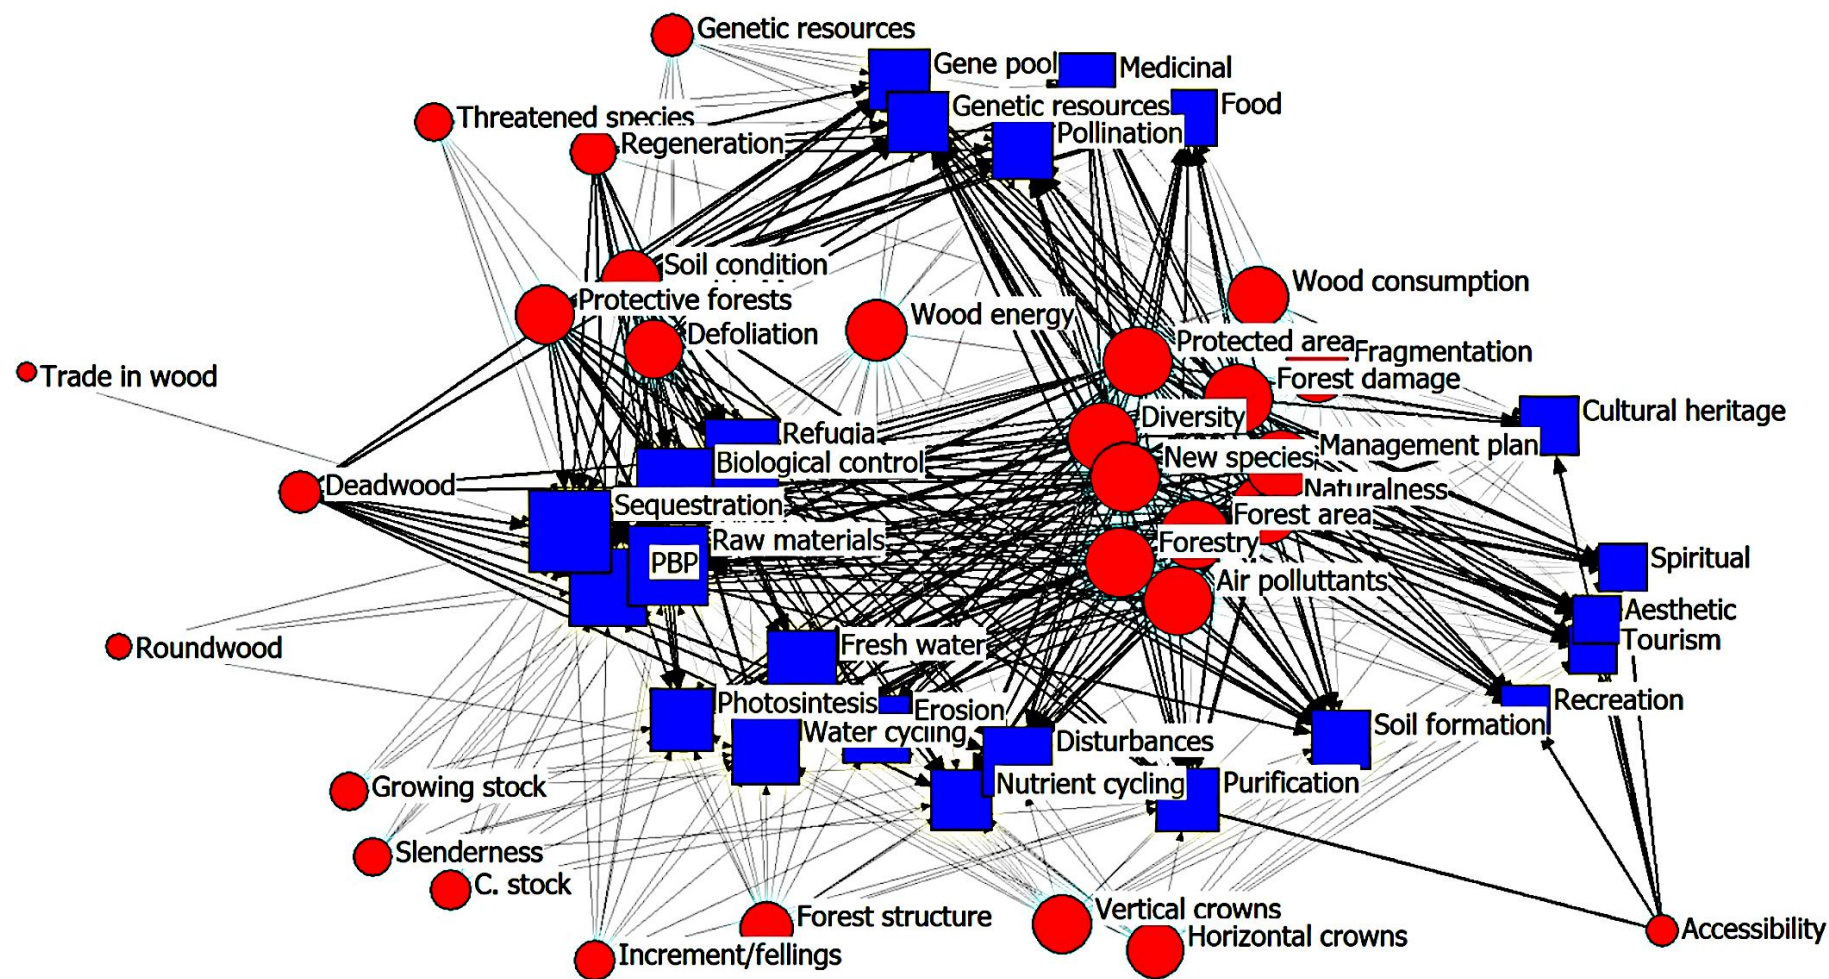 Genetic resources
Gene pool
Medicinal
Threatened species
Genetic resources
Food
Regeneration
Pollination
Soil condition
Protective forests
Wood consumption
Defoliation
Wood energy
Protected area
Fragmentation
Trade in wood
Forest damage
Diversity
Cultural heritage
Refugia
Management plan
Biological control
New species
Deadwood
Naturalness
Sequestration
Forest area
Raw materials
Forestry
PBP
Spiritual
Air polluttants
Aesthetic
Roundwood
Fresh water
Tourism
Photosintesis
Erosion
Recreation
Water cycling
Soil formation
Disturbances
Growing stock
Nutrient cycling
Purification
Slenderness
C. stock
Forest structure
Vertical crowns
Accessibility
Horizontal crowns
Increment/fellings